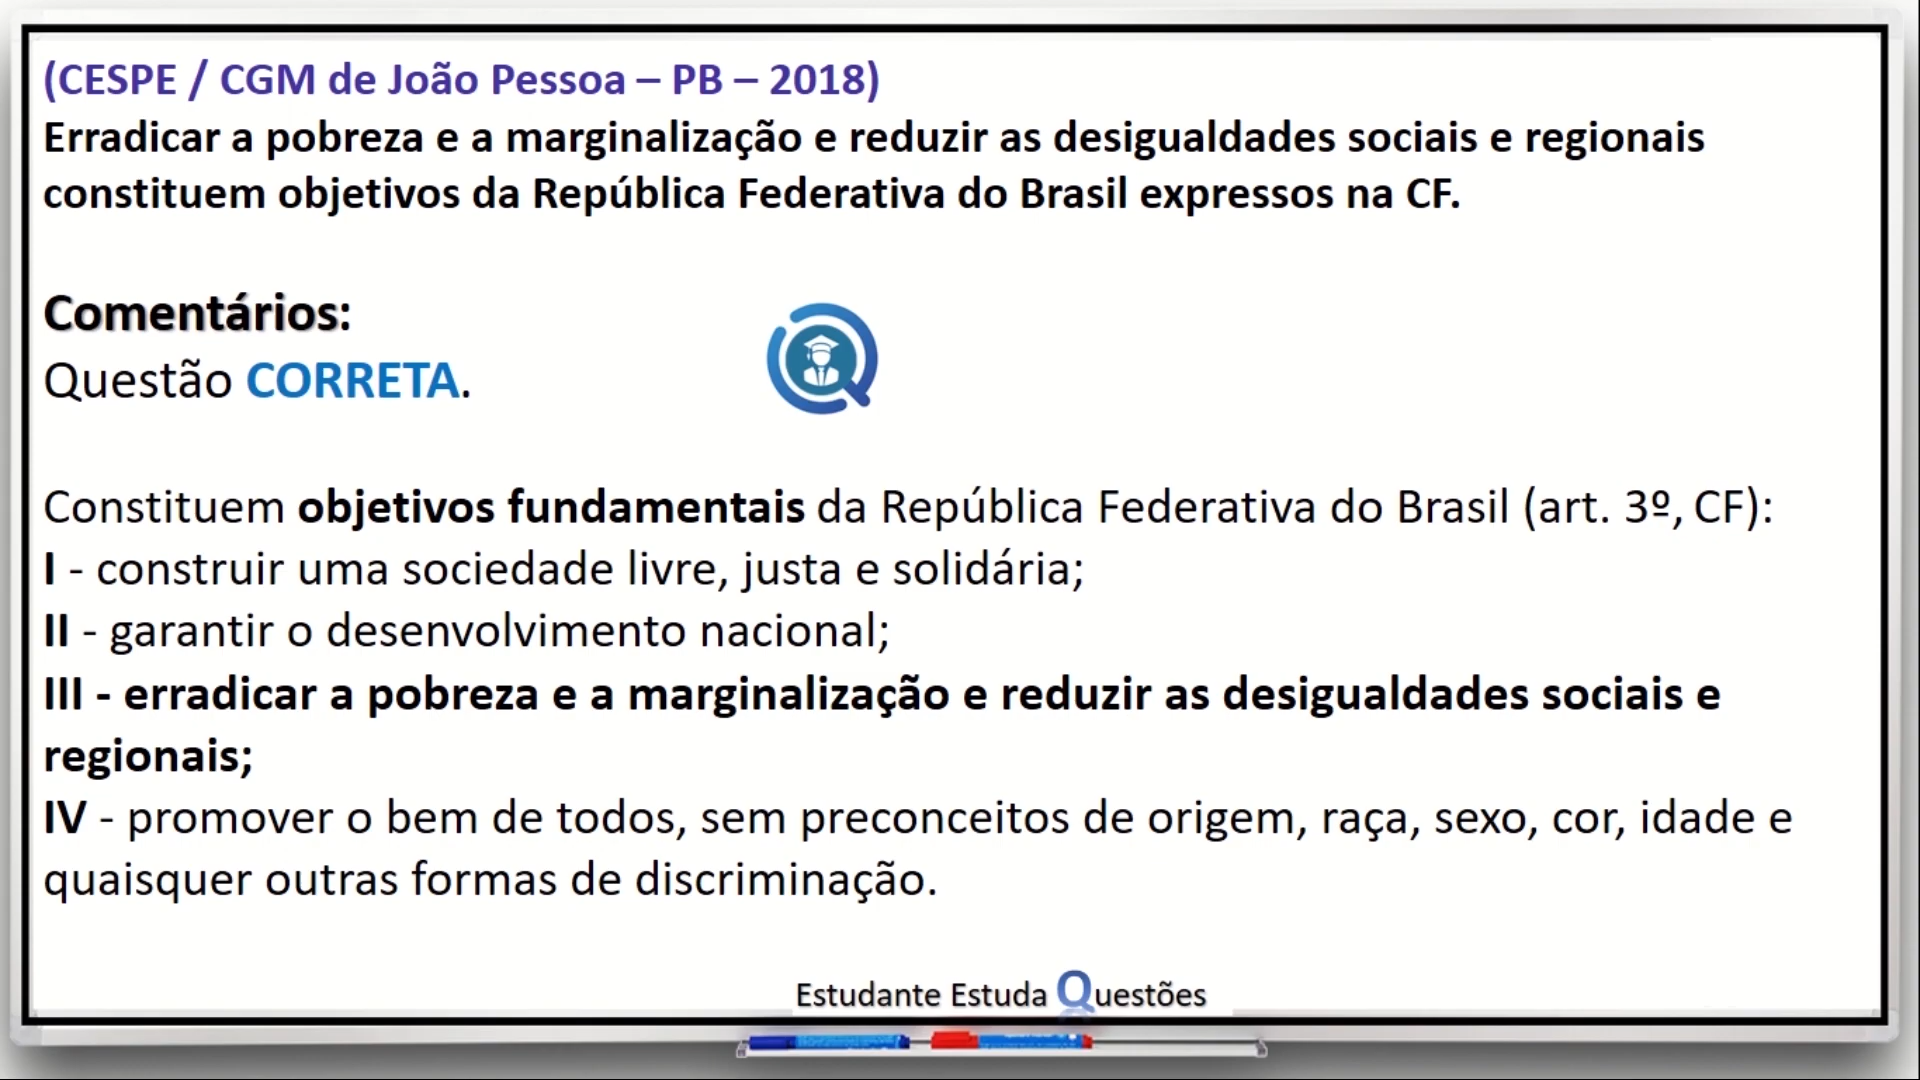 (CESPE / CGM de João Pessoa – PB – 2018)
Erradicar a pobreza e a marginalização e reduzir as desigualdades sociais e regionais
constituem objetivos da República Federativa do Brasil expressos na CF.
Comentários:
Questão CORRETA.
Constituem objetivos fundamentais da República Federativa do Brasil (art. 3º, CF):
I - construir uma sociedade livre, justa e solidária;
II - garantir o desenvolvimento nacional;
III - erradicar a pobreza e a marginalização e reduzir as desigualdades sociais e
regionais;
IV - promover o bem de todos, sem preconceitos de origem, raça, sexo, cor, idade e
quaisquer outras formas de discriminação.
Estudante Estuda Questões